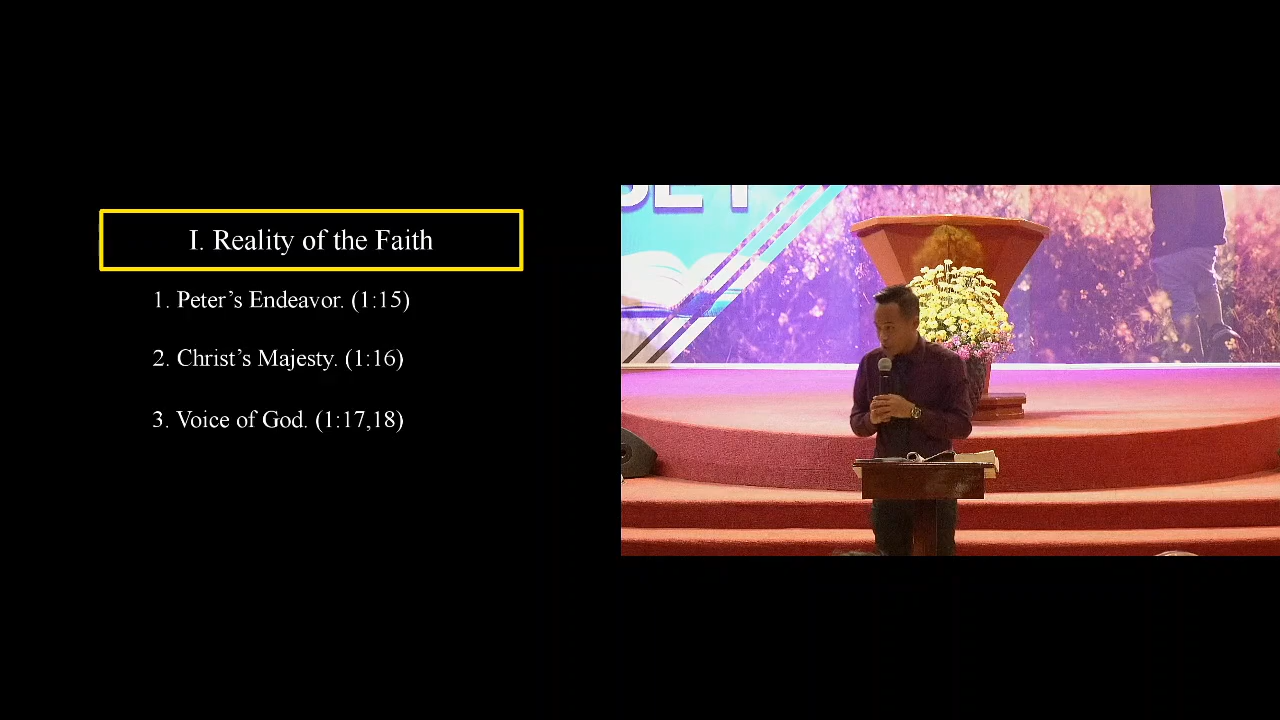 I. Reality of the Faith
1. Peter’s Endeavor. (1:15)
2. Christ’s Majesty. (1:16)
3. Voice of God. (1:17,18)